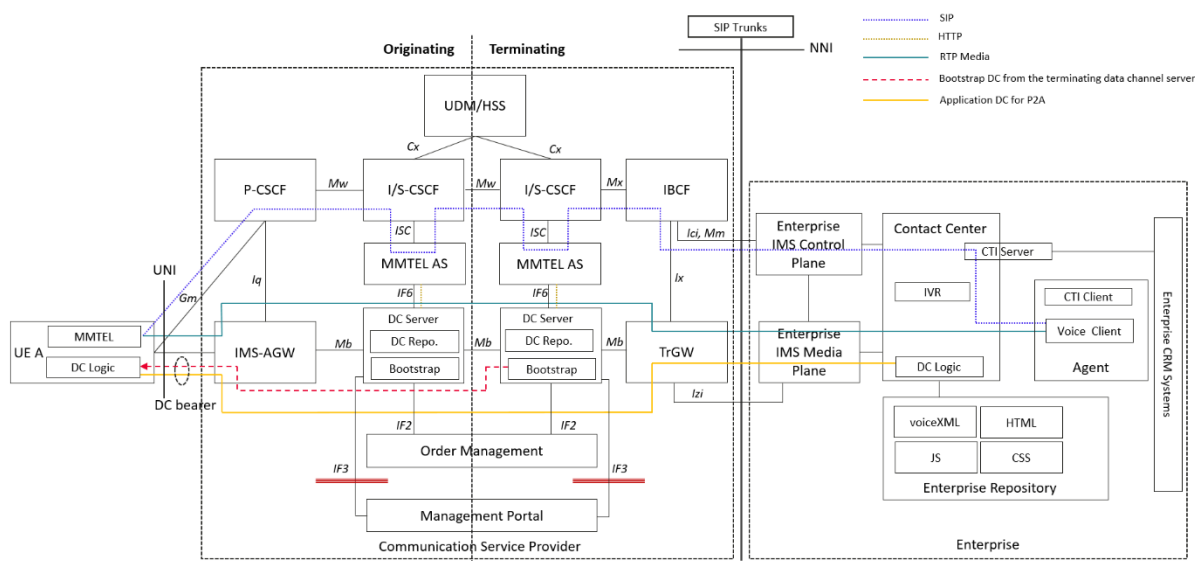 SIP Trunks
NNI
SIP
HTTP
RTP Media
Bootstrap DC from the terminating data channel server
Application DC for P2A
Originating
Terminating
UDM/HSS
Cx
Cx
P-CSCF
Mw
I/S-CSCF
Mw
I/S-CSCF
Mx
IBCF
ISC
ISC
Ici, Mm
MMTEL AS
MMTEL AS
UNI
Gm
Iq
Ix
IF6
IF6
UE A
MMTEL
DC Logic
DC bearer
IMS-AGW
Mb
DC Server
DC Repo.
Bootstrap
Mb
DC Server
DC Repo.
Bootstrap
Mb
TrGW
Izi
IF2
IF2
Order Management
IF3
IF3
Management Portal
Communication Service Provider
Enterprise
IMS Control
Plane
Contact Center
CTI Server
IVR
CTI Client
Voice Client
Agent
Enterprise
IMS Media
Plane
DC Logic
voiceXML
HTML
JS
CSS
Enterprise Repository
Enterprise CRM Systems
Enterprise